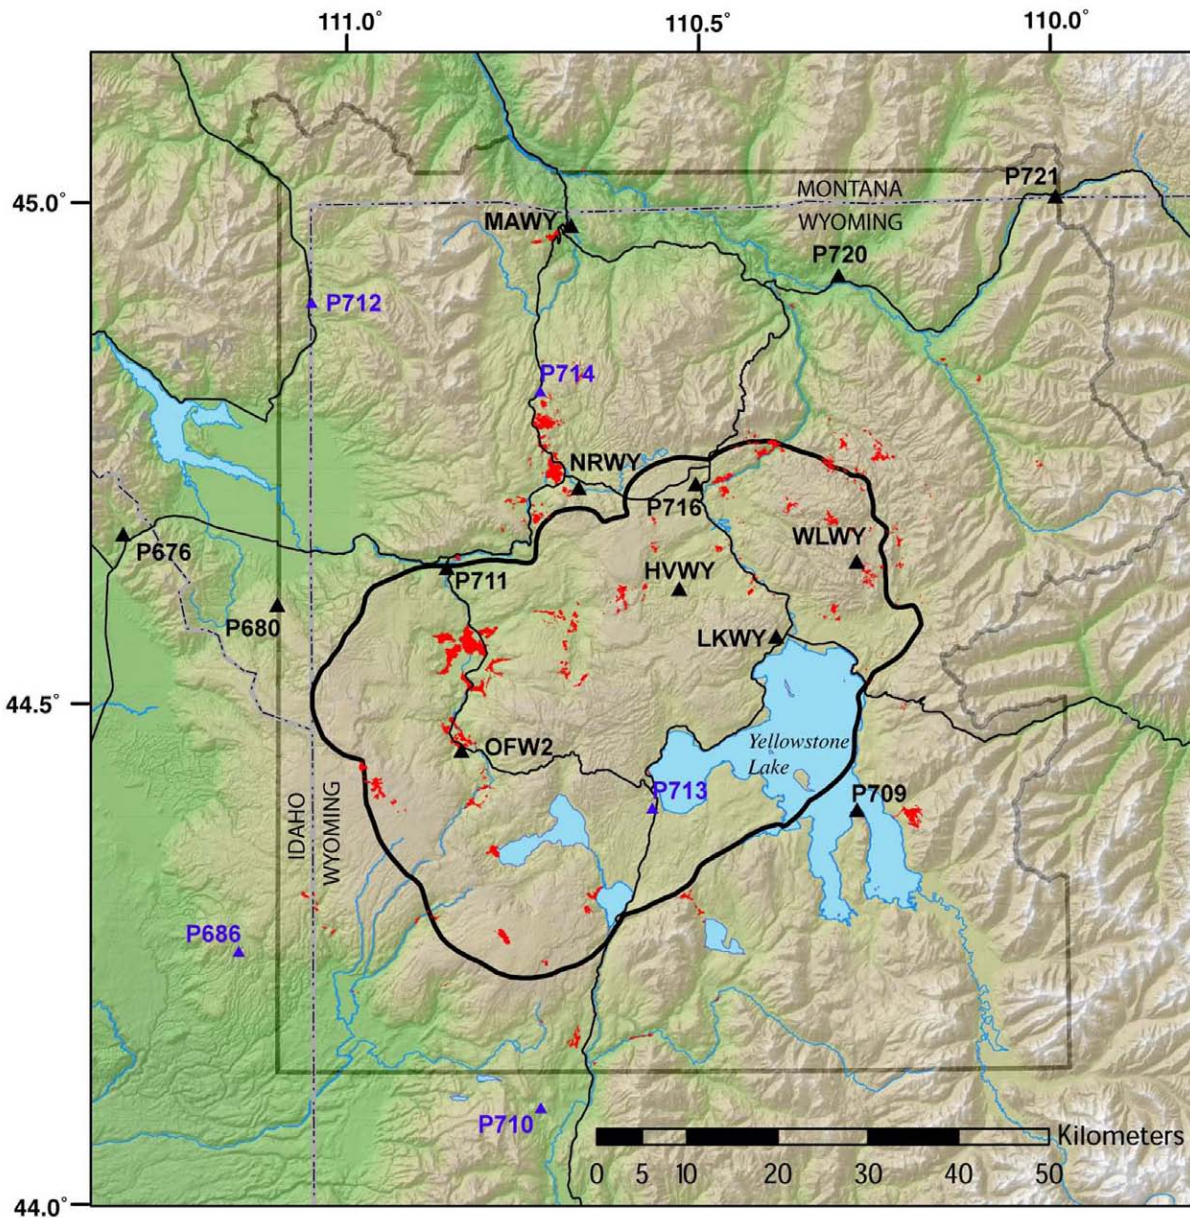 111.0°
110.5°
110.0°
45.0°
MONTANA
WYOMING
P721
MAWY
P720
P712
P714
NRWY
P716
P676
WLWY
P711
HVWY
P680
LKWY
44.5°
OFW2
Yellowstone
Lake
P713
P709
IDAHO
WYOMING
P686
P710
Kilometers
0 5 10 20 30 40 50
44.0°